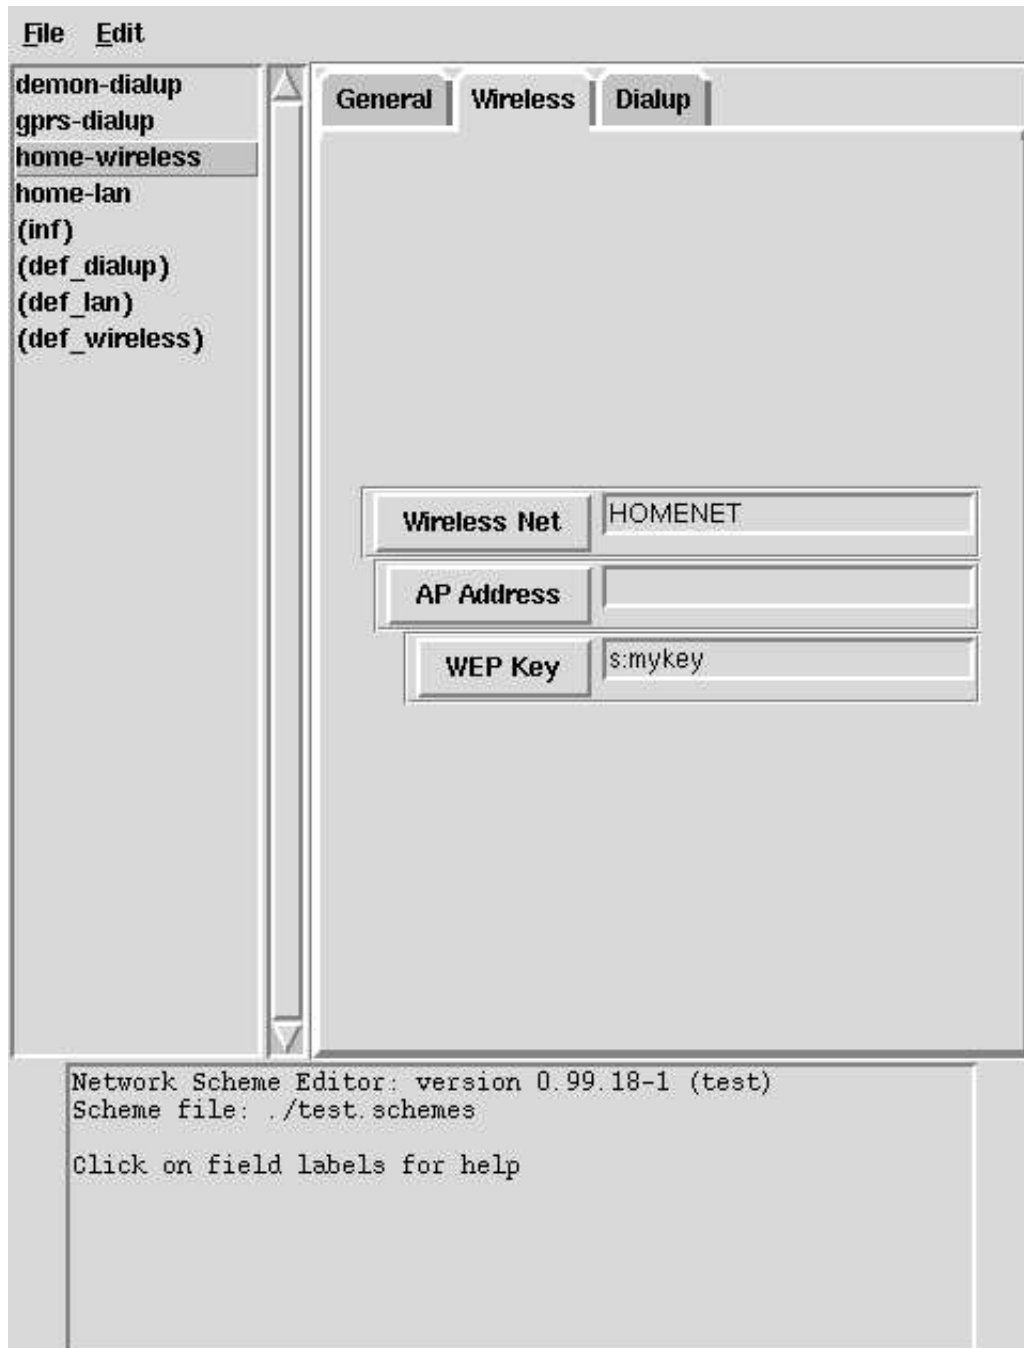 File Edit
demon-dialup
gprs-dialup
home-wireless
home-lan
(inf)
(def_dialup)
(def_lan)
(def_wireless)
General Wireless Dialup
Wireless Net HOMENET
AP Address
WEP Key s:mykey
Network Scheme Editor: version 0.99.18-1 (test)
Scheme file: ./test.schemes
Click on field labels for help